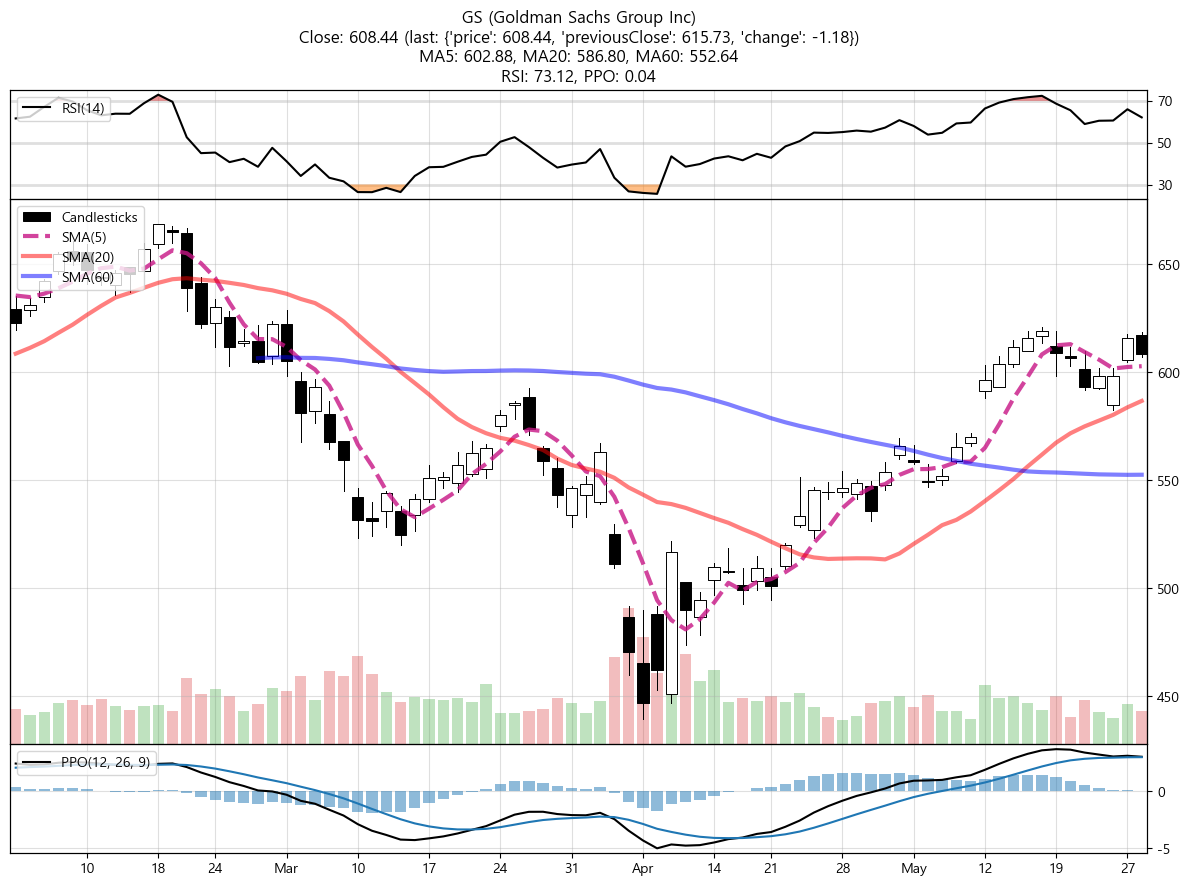 GS (Goldman Sachs Group Inc)
Close: 608.44 (last: {'price': 608.44, 'previousClose': 615.73, 'change': -1.18})
MA5: 602.88, MA20: 586.80, MA60: 552.64
RSI: 73.12, PPO: 0.04
RSI(14)
70
50
30
Candlesticks
SMA(5)
SMA(20)
SMA(60)
650
600
550
500
450
PPO(12, 26, 9)
0
-5
10 18 24 Mar 10 17 24 31 Apr 14 21 28 May 12 19 27